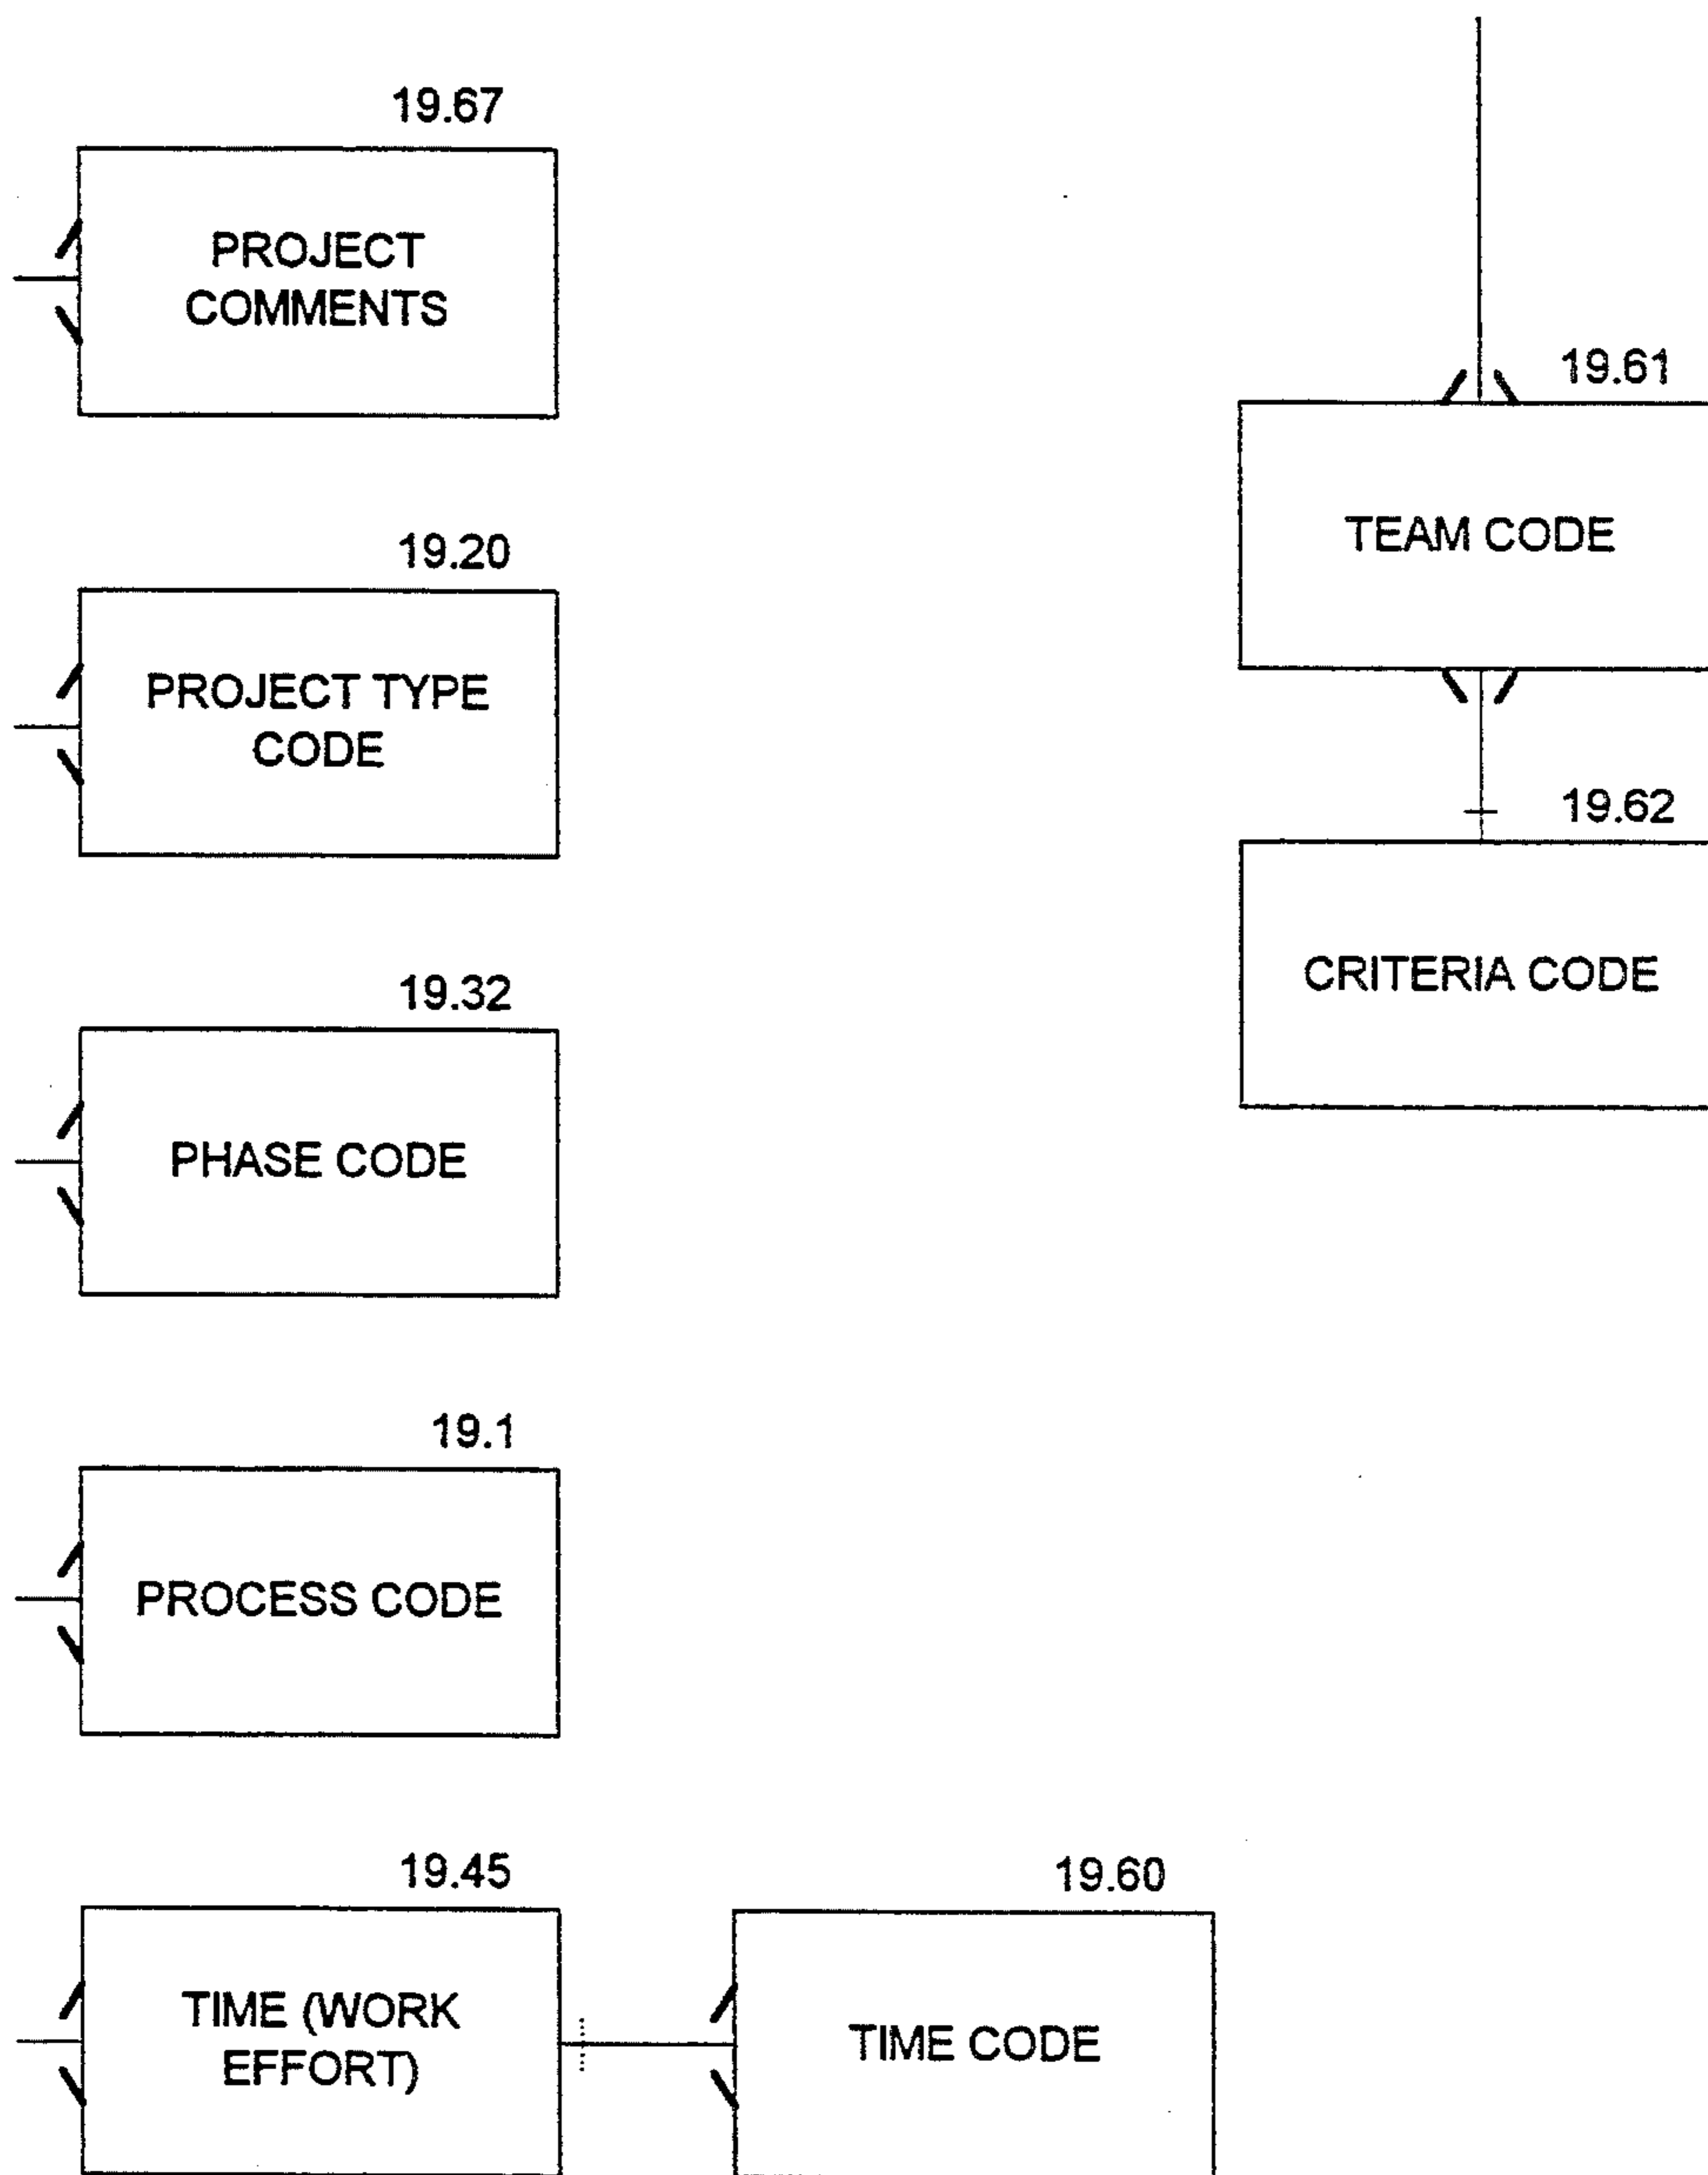 19.67
PROJECT
COMMENTS
19.61
TEAM CODE
19.20
PROJECT TYPE
CODE
19.62
CRITERIA CODE
19.32
PHASE CODE
19.1
PROCESS CODE
19.45
TIME (WORK
EFFORT)
19.60
TIME CODE